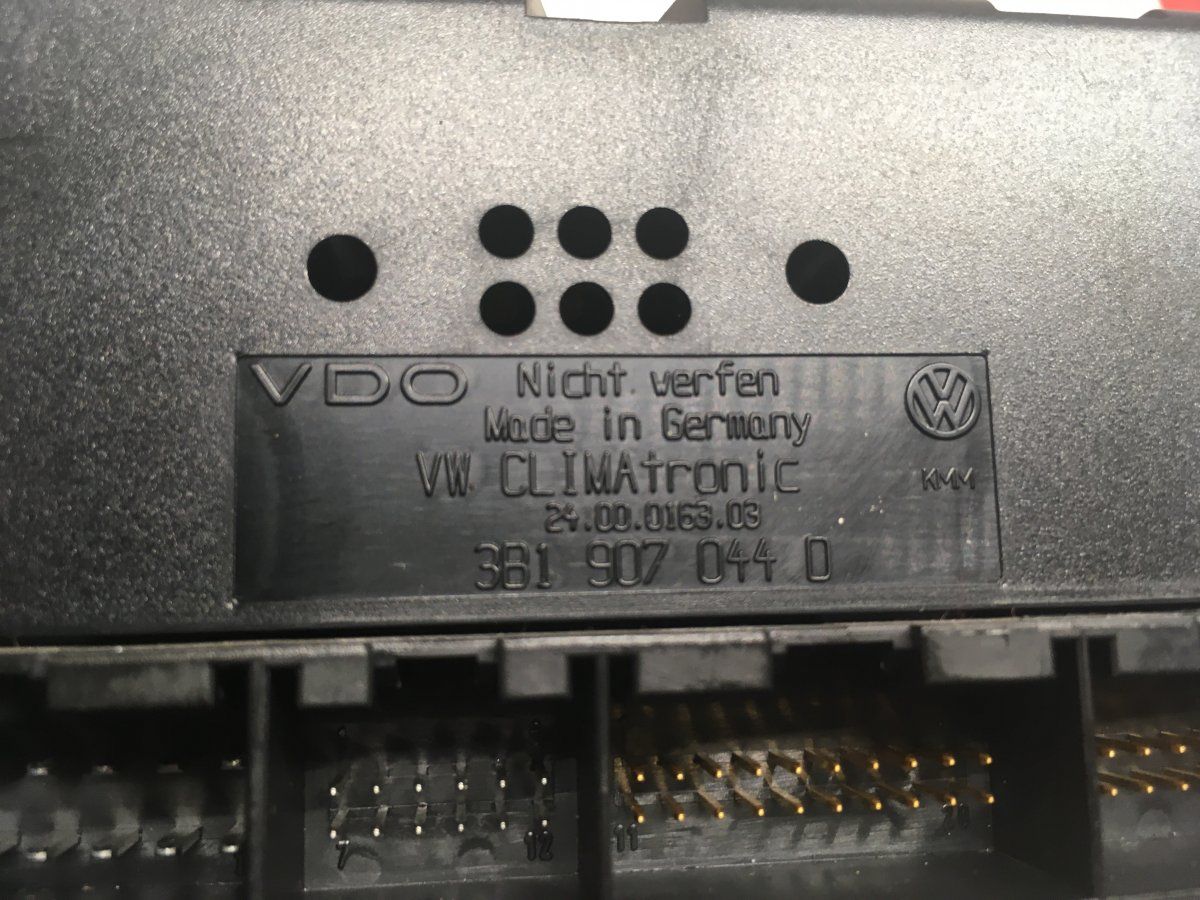 VDO Nicht verfen
Made in Germany
VW CLIMAtronic
KMM
24.00.0163.03
3B1 907 044 D
7 12 11 20